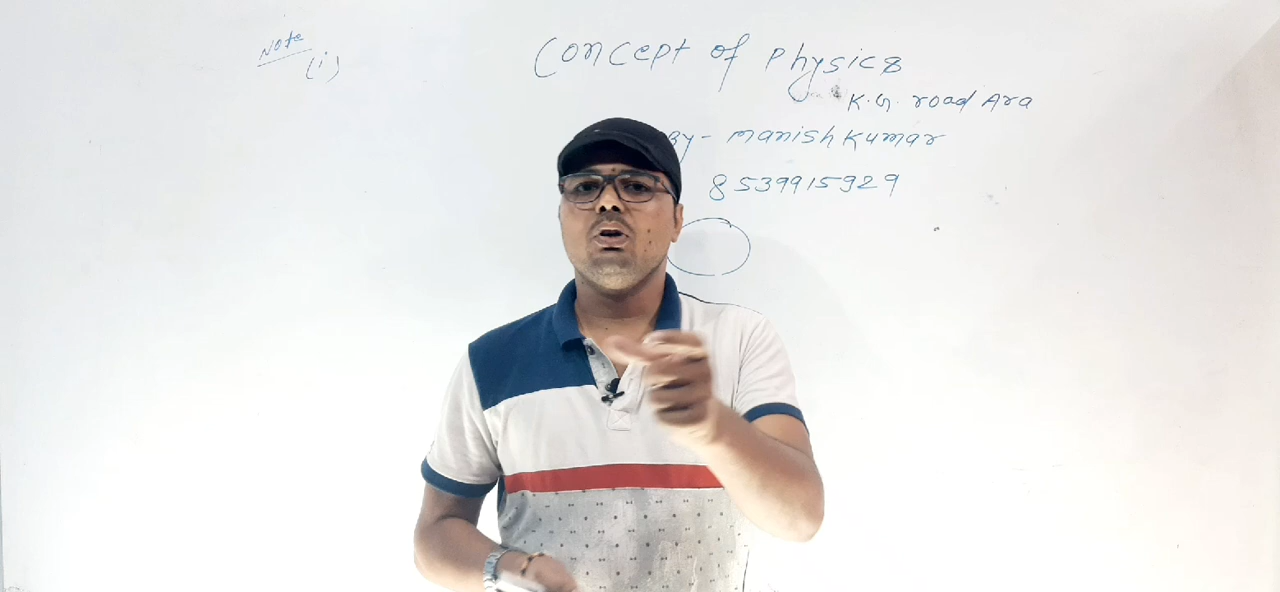 Note
(i)
Concept of Physics
K.G. road Ara
By - Manish Kumar
8539915929